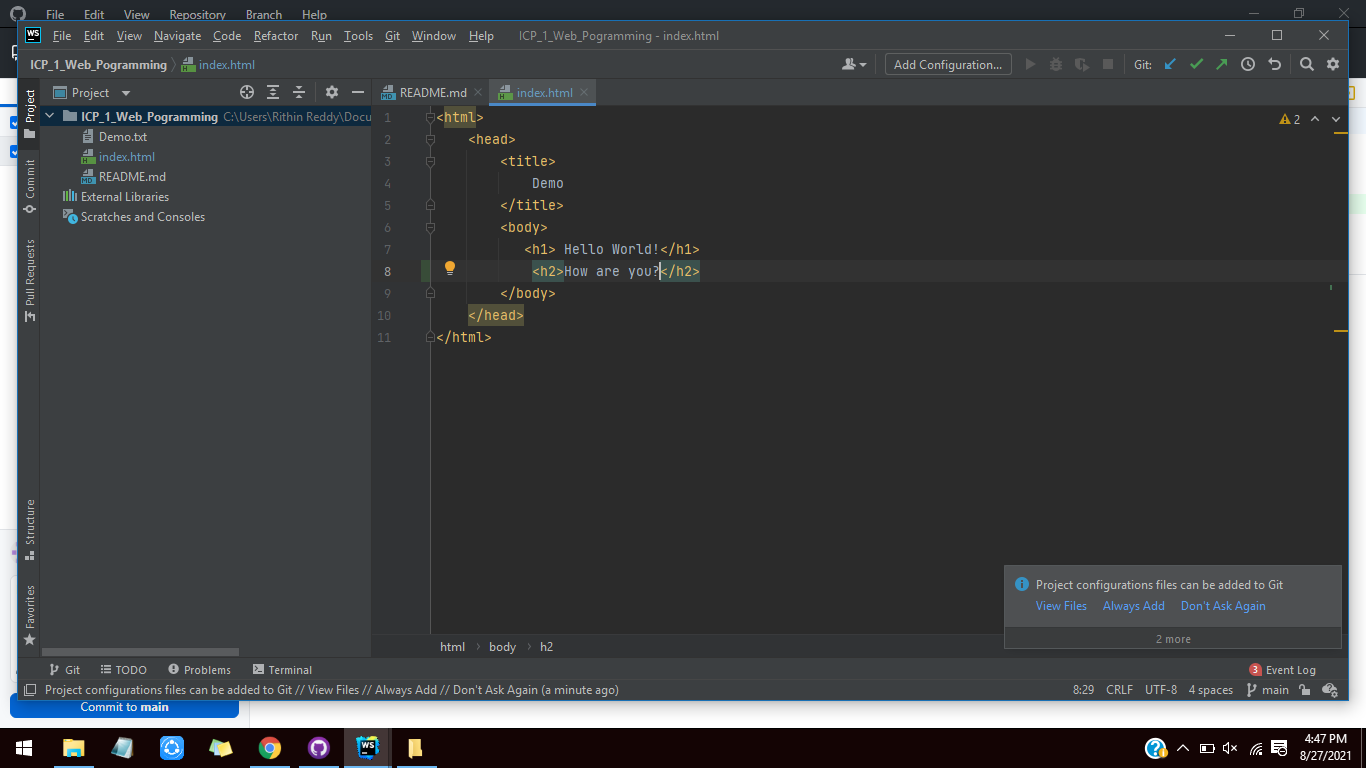 File Edit View Repository Branch Help
WS File Edit View Navigate Code Refactor Run Tools Git Window Help ICP_1_Web_Pogramming - index.html
ICP_1_Web_Pogramming index.html Add Configuration... Git:
Project README.md index.html
ICP_1_Web_Pogramming C:\Users\Rithin Reddy\Docu
Demo.txt
index.html
README.md
External Libraries
Scratches and Consoles
Project
Commit
Pull Requests
Structure
Favorites
1 <html>
2 <head>
3 <title>
4 Demo
5 </title>
6 <body>
7 <h1> Hello World!</h1>
8 <h2>How are you?</h2>
9 </body>
10 </head>
11 </html>
2
Project configurations files can be added to Git
View Files Always Add Don't Ask Again
2 more
html body h2
Git TODO Problems Terminal 3 Event Log
Project configurations files can be added to Git // View Files // Always Add // Don't Ask Again (a minute ago) 8:29 CRLF UTF-8 4 spaces main
Commit to main
WS
4:47 PM
8/27/2021